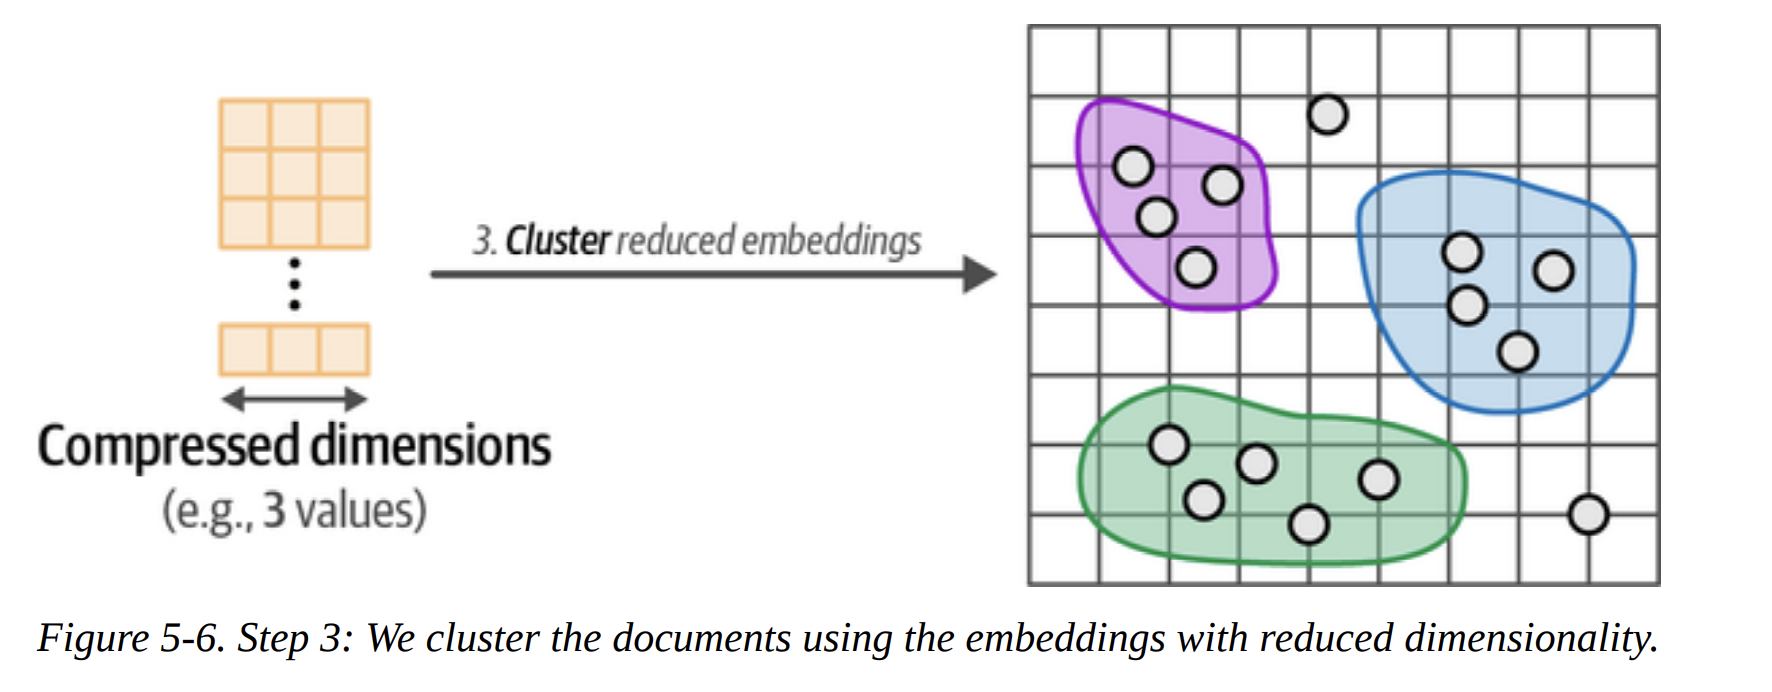 3. Cluster reduced embeddings
Compressed dimensions
(e.g., 3 values)
Figure 5-6. Step 3: We cluster the documents using the embeddings with reduced dimensionality.